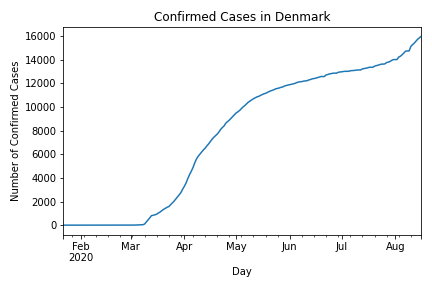 Confirmed Cases in Denmark
Number of Confirmed Cases
16000
14000
12000
10000
8000
6000
4000
2000
0
Feb Mar Apr May Jun Jul Aug
2020
Day